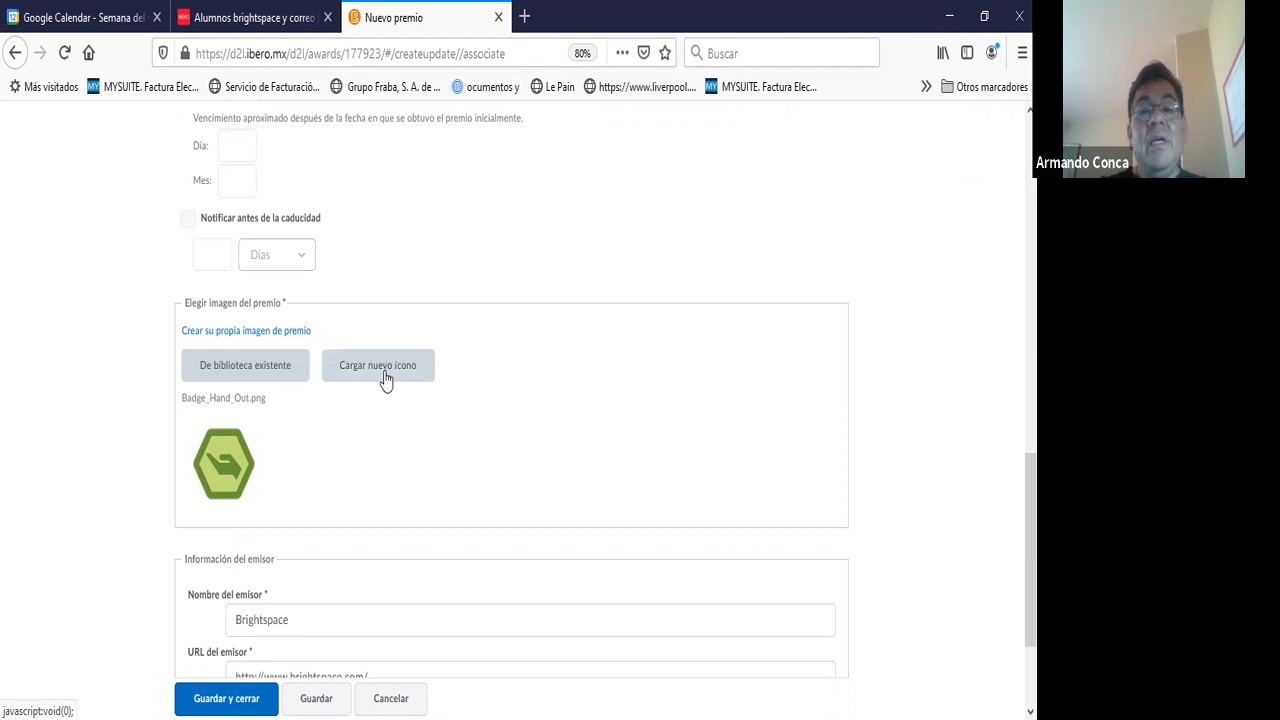 Google Calendar - Semana del
Alumnos brightspace y correo
Nuevo premio
https://d2l.ibero.mx/d2l/awards/177923/#/createupdate//associate
80%
Buscar
Más visitados
MYSUITE. Factura Elec...
Servicio de Facturació...
Grupo Fraba, S. A. de...
ocumentos y
Le Pain
https://www.liverpool....
MYSUITE. Factura Elec...
Otros marcadores
Armando Conca
Vencimiento aproximado después de la fecha en que se obtuvo el premio inicialmente.
Día:
Mes:
Notificar antes de la caducidad
Días
Elegir imagen del premio *
Crear su propia imagen de premio
De biblioteca existente
Cargar nuevo ícono
Badge_Hand_Out.png
Información del emisor
Nombre del emisor *
Brightspace
URL del emisor *
http://www.brightspace.com/
Guardar y cerrar
Guardar
Cancelar
javascript:void(0);